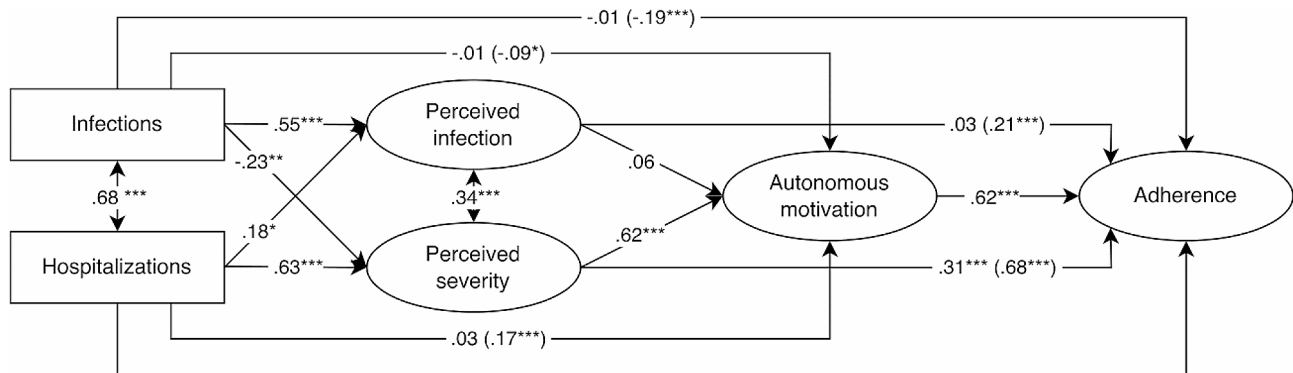 -.01 (-.19***)
-.01 (-.09*)
Infections
Perceived
infection
.55***
.03 (.21***)
-.23**
.06
.68 ***
.34***
Autonomous
motivation
.62***
Adherence
.18*
.62***
Hospitalizations
.63***
Perceived
severity
.31*** (.68***)
.03 (.17***)